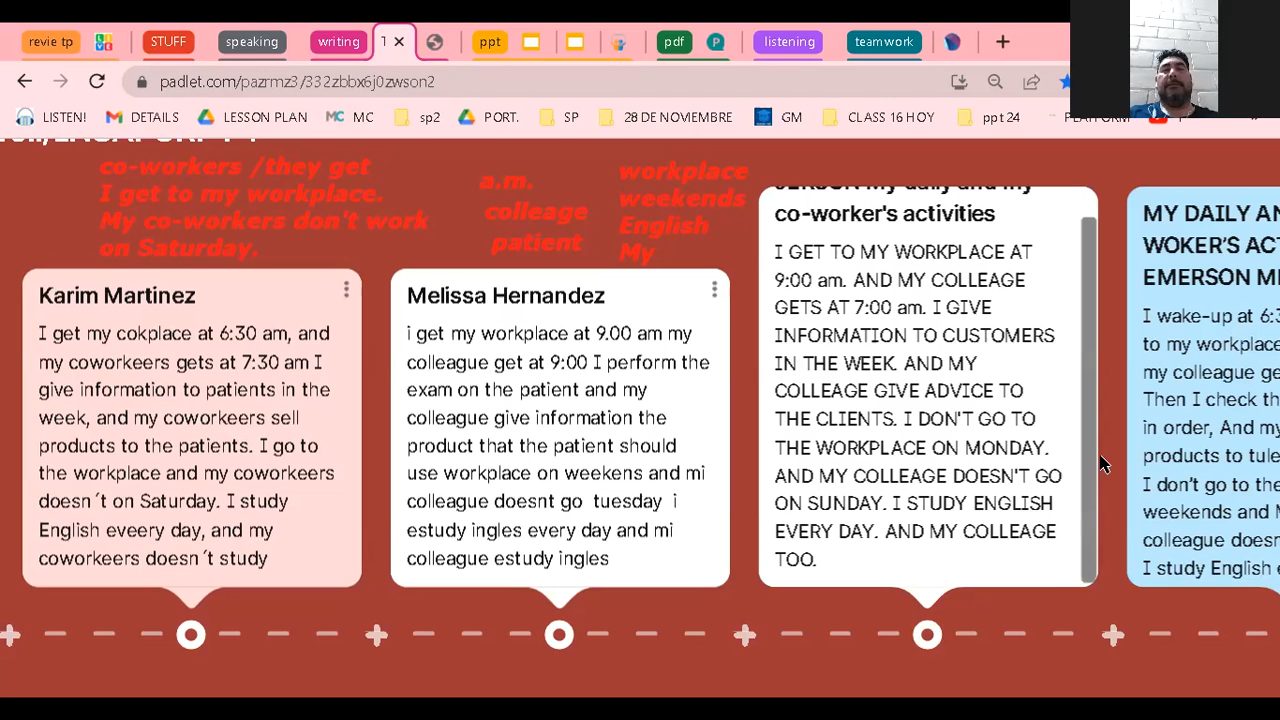 revie tp
STUFF
speaking
writing
ppt
pdf
listening
teamwork
padlet.com/pazrmz3/332zbbx6j0zwson2
LISTEN!
DETAILS
LESSON PLAN
MC
sp2
PORT.
SP
28 DE NOVIEMBRE
GM
CLASS 16 HOY
ppt 24
co-workers /they get
I get to my workplace.
My co-workers don't work
on Saturday.
a.m.
colleage
patient
workplace
weekends
English
My
Karim Martinez
I get my cokplace at 6:30 am, and
my coworkeers gets at 7:30 am I
give information to patients in the
week, and my coworkeers sell
products to the patients. I go to
the workplace and my coworkeers
doesn´t on Saturday. I study
English eveery day, and my
coworkeers doesn´t study
Melissa Hernandez
i get my workplace at 9.00 am my
colleague get at 9:00 I perform the
exam on the patient and my
colleague give information the
product that the patient should
use workplace on weekens and mi
colleague doesnt go tuesday i
estudy ingles every day and mi
colleague estudy ingles
My daily and my
co-worker's activities
I GET TO MY WORKPLACE AT
9:00 am. AND MY COLLEAGE
GETS AT 7:00 am. I GIVE
INFORMATION TO CUSTOMERS
IN THE WEEK. AND MY
COLLEAGE GIVE ADVICE TO
THE CLIENTS. I DON'T GO TO
THE WORKPLACE ON MONDAY.
AND MY COLLEAGE DOESN'T GO
ON SUNDAY. I STUDY ENGLISH
EVERY DAY. AND MY COLLEAGE
TOO.
MY DAILY AN
WOKER'S ACT
EMERSON ME
I wake-up at 6:3
to my workplace
my colleague ge
Then I check th
in order, And my
products to tule
I don't go to the
weekends and M
colleague doesn
I study English e